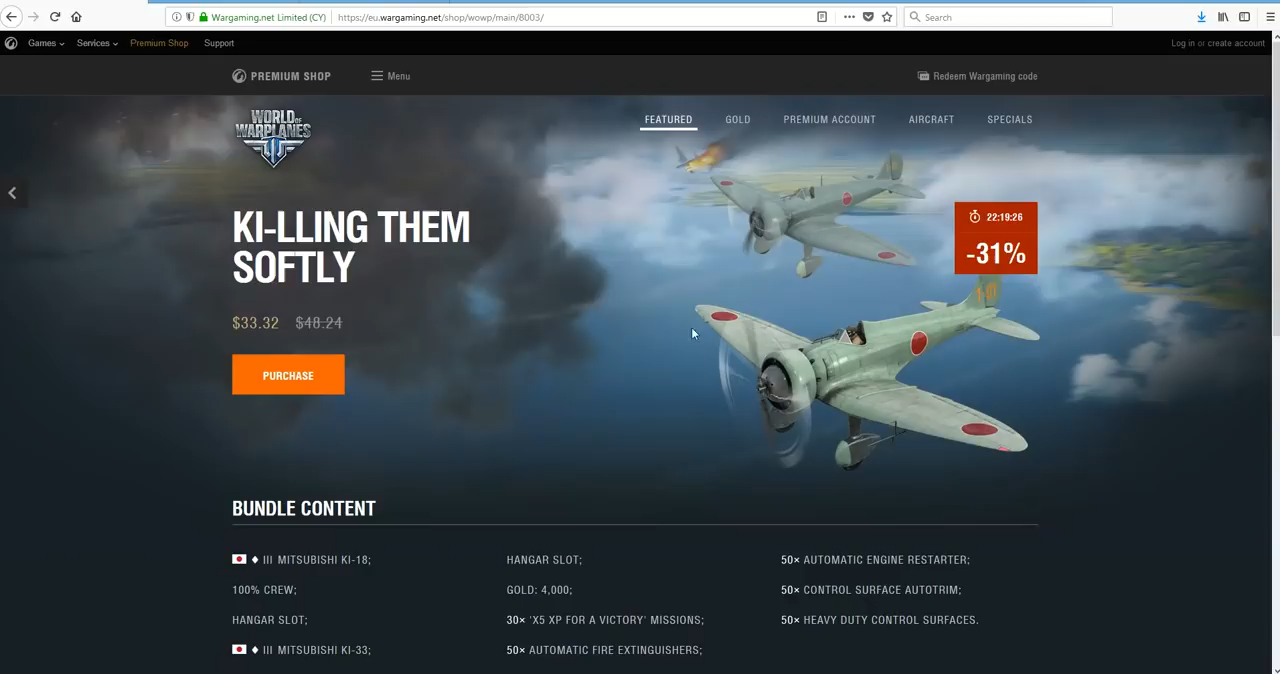 Wargaming.net Limited (CY)
https://eu.wargaming.net/shop/wowp/main/8003/
Search
Games
Services
Premium Shop
Support
Log in or create account
PREMIUM SHOP
Menu
Redeem Wargaming code
WORLD OF WARPLANES
FEATURED
GOLD
PREMIUM ACCOUNT
AIRCRAFT
SPECIALS
22:19:26
-31%
KI-LLING THEM
SOFTLY
$33.32 $48.24
PURCHASE
BUNDLE CONTENT
III MITSUBISHI KI-18;
100% CREW;
HANGAR SLOT;
III MITSUBISHI KI-33;
HANGAR SLOT;
GOLD: 4,000;
30× 'X5 XP FOR A VICTORY' MISSIONS;
50× AUTOMATIC FIRE EXTINGUISHERS;
50× AUTOMATIC ENGINE RESTARTER;
50× CONTROL SURFACE AUTOTRIM;
50× HEAVY DUTY CONTROL SURFACES.